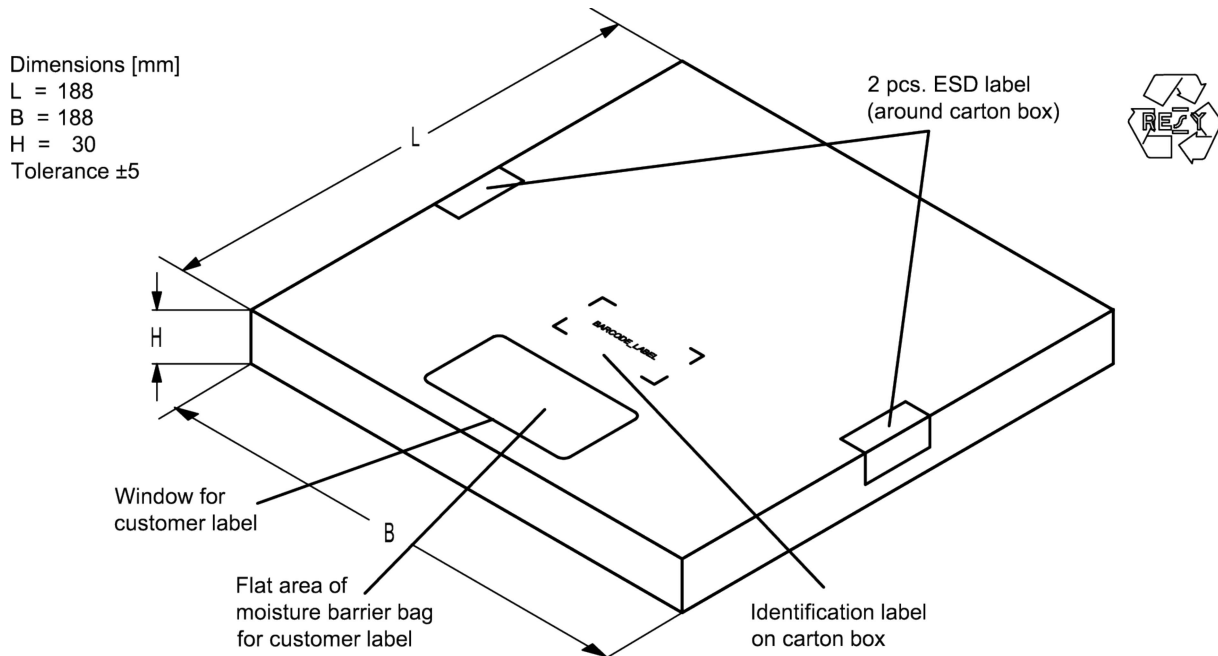 Dimensions [mm]
L = 188
B = 188
H = 30
Tolerance ±5
L
2 pcs. ESD label
(around carton box)
RESY
H
BARCODE_LABEL
Window for
customer label
B
Flat area of
moisture barrier bag
for customer label
Identification label
on carton box